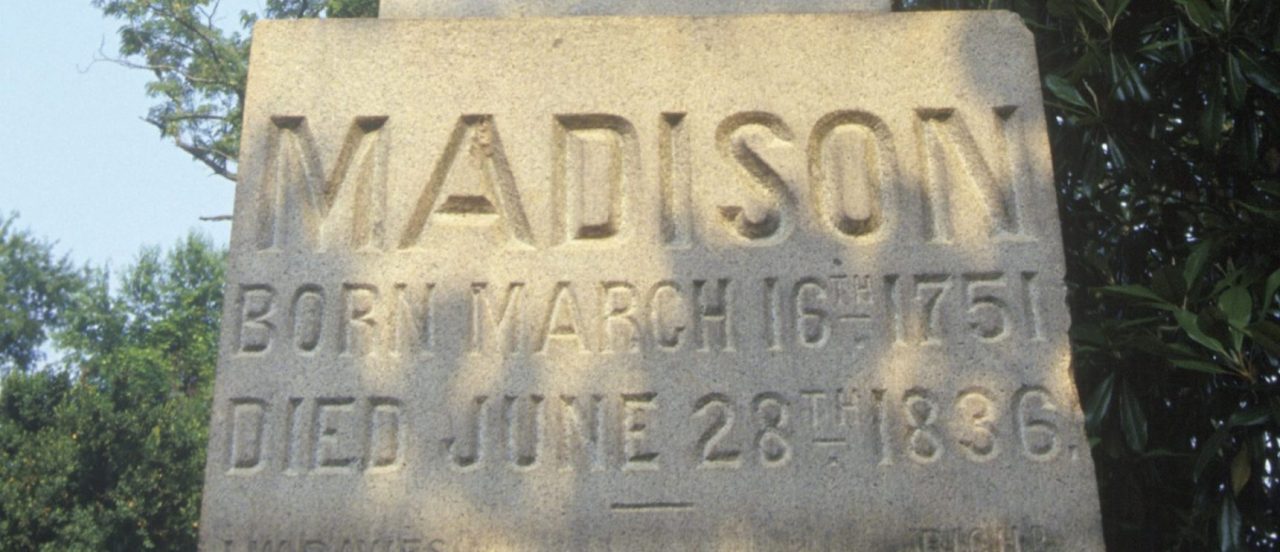 MADISON
BORN MARCH 16TH 1751
DIED JUNE 28TH 1836.